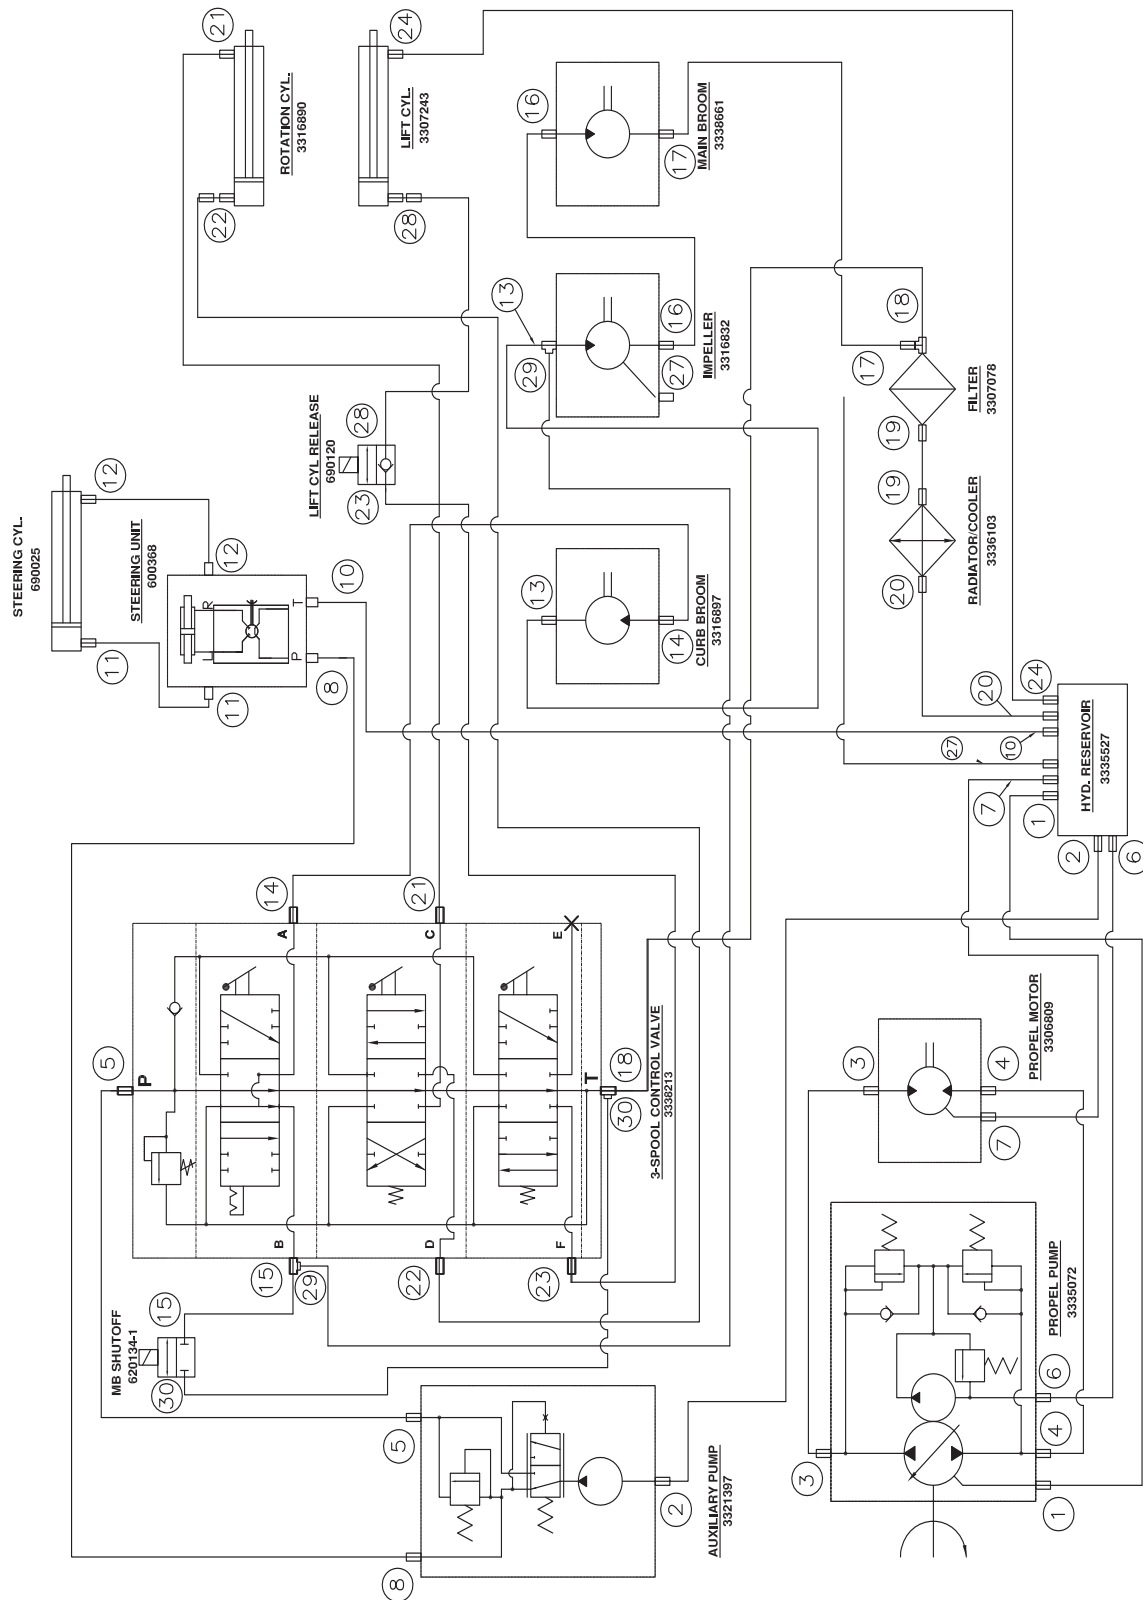 STEERING CYL.
690025
11
12
STEERING UNIT
600368
11
12
L
R
P
T
8
10
ROTATION CYL.
3316890
22
21
LIFT CYL.
3307243
28
24
LIFT CYL RELEASE
690120
23
28
MB SHUTOFF
620134-1
30
15
3-SPOOL CONTROL VALVE
3338213
5
P
15
29
B
A
14
22
D
C
21
23
F
E
T
30
18
CURB BROOM
3316897
13
14
IMPELLER
3316832
13
29
27
16
MAIN BROOM
3338661
16
17
AUXILIARY PUMP
3321397
8
5
2
PROPEL PUMP
3335072
3
1
4
6
PROPEL MOTOR
3306809
3
7
4
HYD. RESERVOIR
3335527
2
6
1
7
27
10
20
24
RADIATOR/COOLER
3336103
20
19
FILTER
3307078
19
17
18